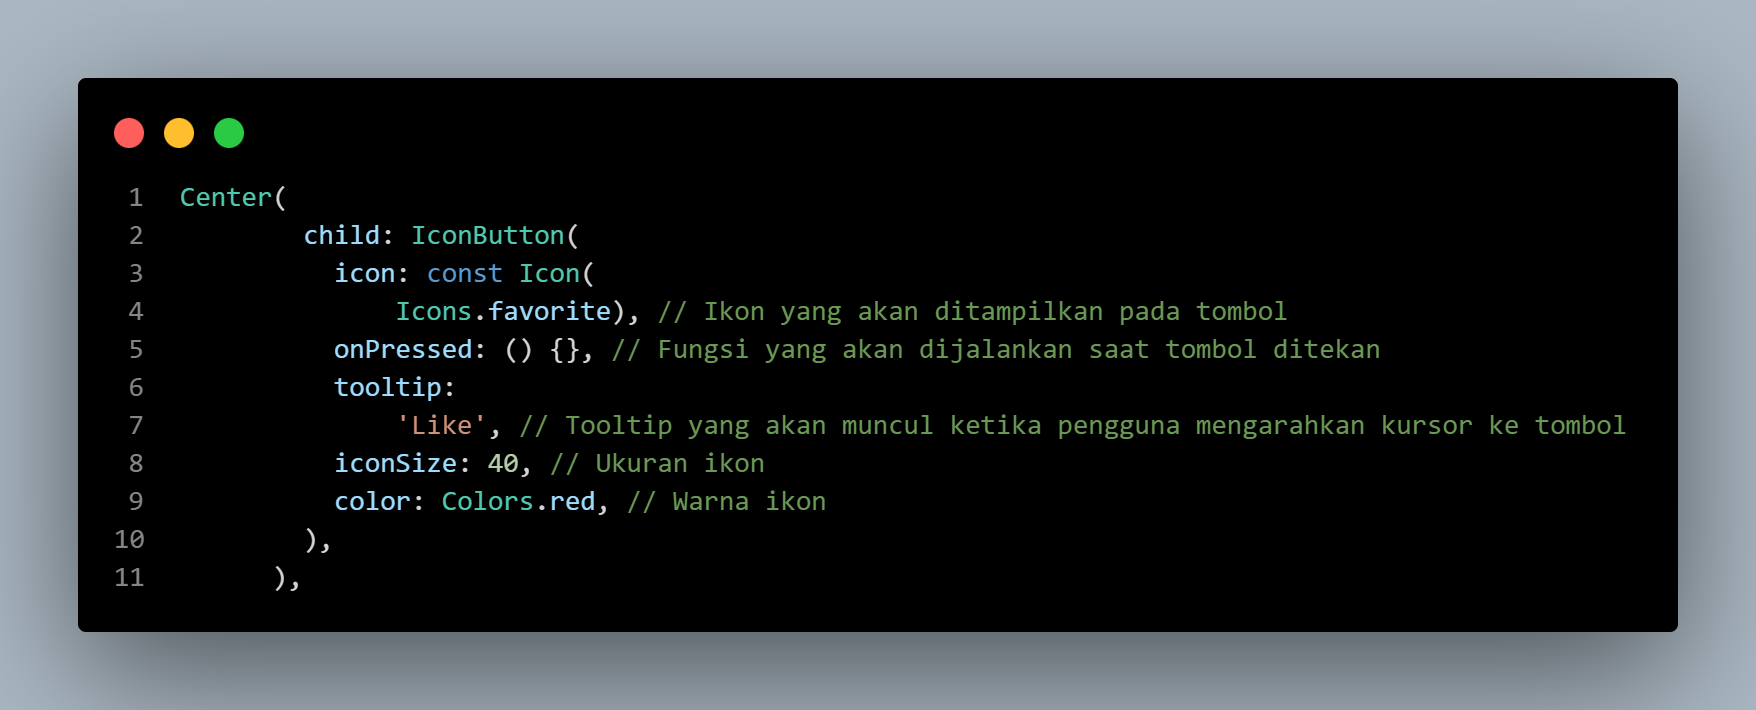 1 Center(
2         child: IconButton(
3           icon: const Icon(
4               Icons.favorite), // Ikon yang akan ditampilkan pada tombol
5           onPressed: () {}, // Fungsi yang akan dijalankan saat tombol ditekan
6           tooltip:
7               'Like', // Tooltip yang akan muncul ketika pengguna mengarahkan kursor ke tombol
8           iconSize: 40, // Ukuran ikon
9           color: Colors.red, // Warna ikon
10         ),
11       ),